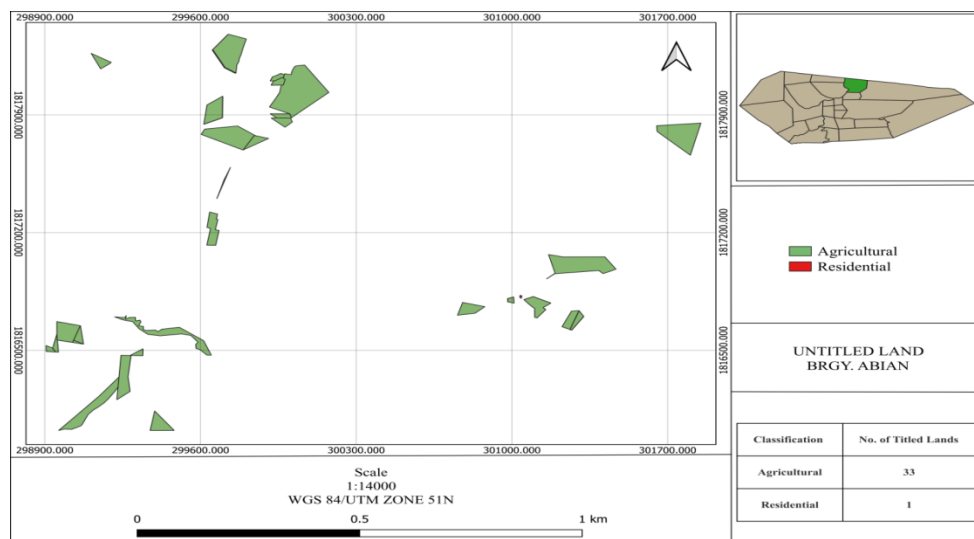 298900.000 299600.000 300300.000 301000.000 301700.000
1817900.000 1817900.000
1817200.000 1817200.000
1816500.000 1816500.000
298900.000 299600.000 300300.000 301000.000 301700.000
Agricultural
Residential
UNTITLED LAND
BRGY. ABIAN
Classification No. of Titled Lands
Agricultural 33
Residential 1
Scale
1:14000
WGS 84/UTM ZONE 51N
0 0.5 1 km